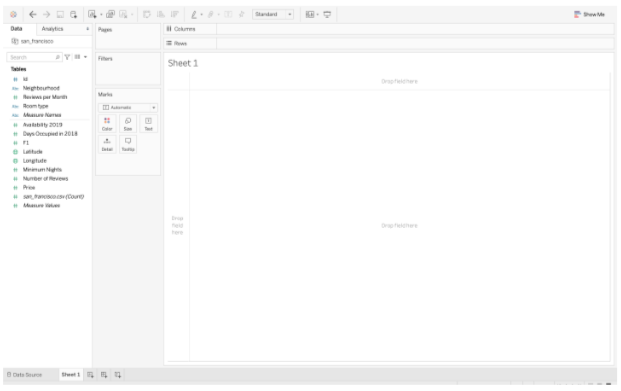 Standard
Show Me
Data
Analytics
Pages
Columns
san_francisco
Rows
Search
Filters
Sheet 1
Tables
Id
Neighbourhood
Reviews per Month
Room type
Measure Names
Availability 2019
Days Occupied in 2018
F1
Latitude
Longitude
Minimum Nights
Number of Reviews
Price
san_francisco.csv (Count)
Measure Values
Marks
Automatic
Color
Size
Text
Detail
Tooltip
Drop field here
Drop
field
here
Drop field here
Data Source
Sheet 1